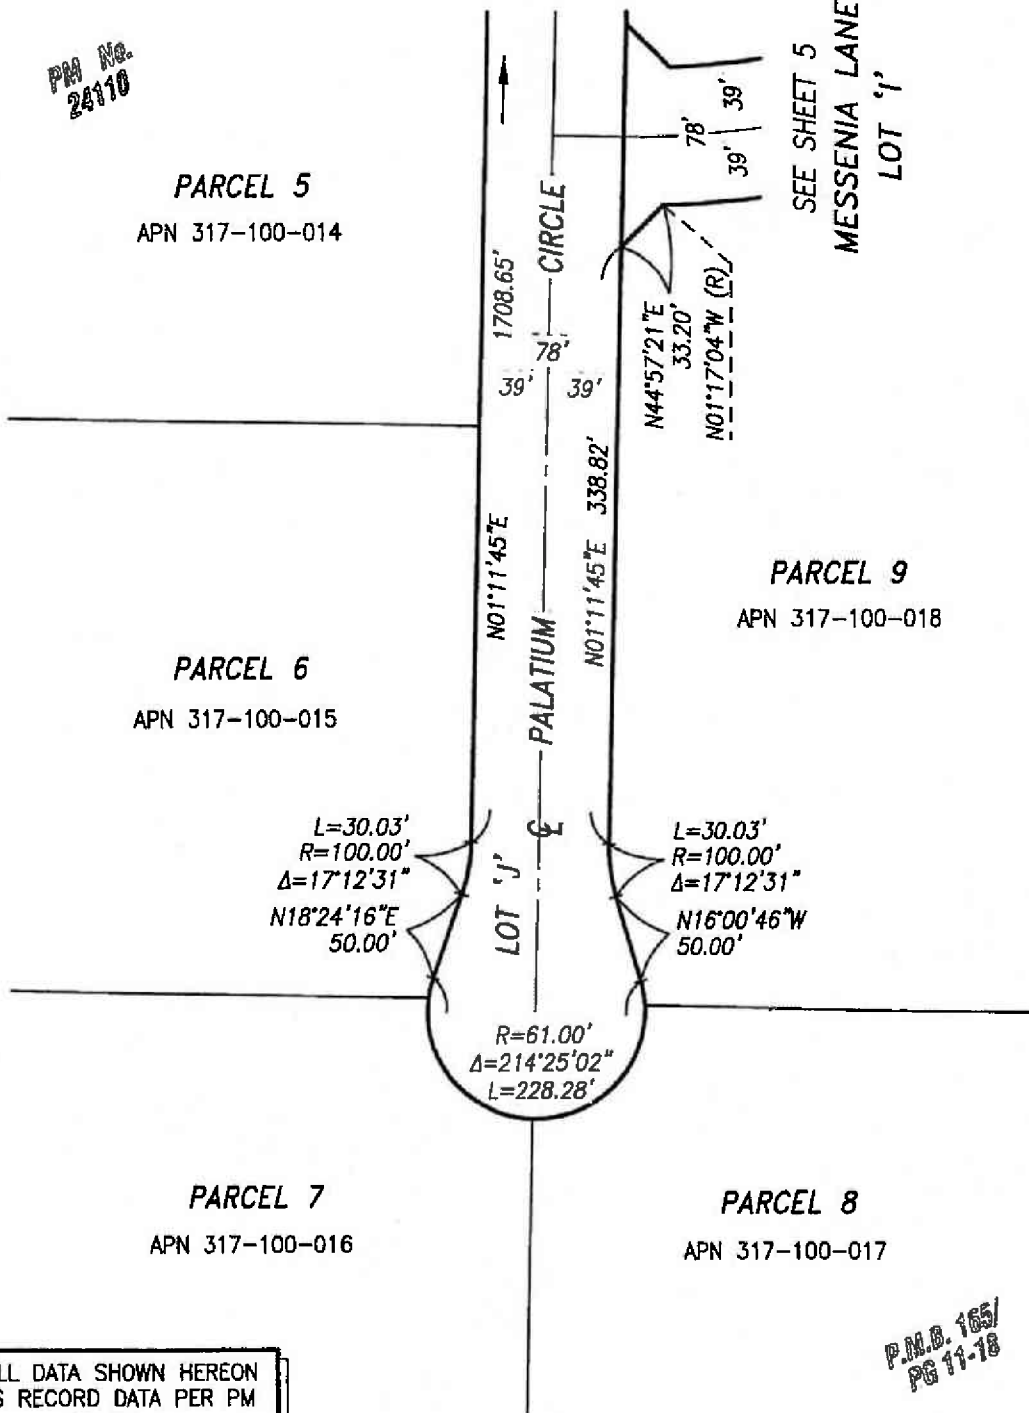 PM No.
24110
PARCEL 5
APN 317-100-014
1708.65'
CIRCLE
78'
39' 39'
39'
78'
39'
SEE SHEET 5
MESSENIA LANE
LOT 'I'
N44°57'21"E
33.20'
N01°17'04"W (R)
N01°11'45"E
N01°11'45"E 338.82'
PALATIUM
PARCEL 9
APN 317-100-018
PARCEL 6
APN 317-100-015
L=30.03'
R=100.00'
Δ=17°12'31"
N18°24'16"E
50.00'
LOT 'J'
℄
L=30.03'
R=100.00'
Δ=17°12'31"
N16°00'46"W
50.00'
R=61.00'
Δ=214°25'02"
L=228.28'
PARCEL 7
APN 317-100-016
PARCEL 8
APN 317-100-017
LL DATA SHOWN HEREON
S RECORD DATA PER PM
P.M.B. 165/
PG 11-18